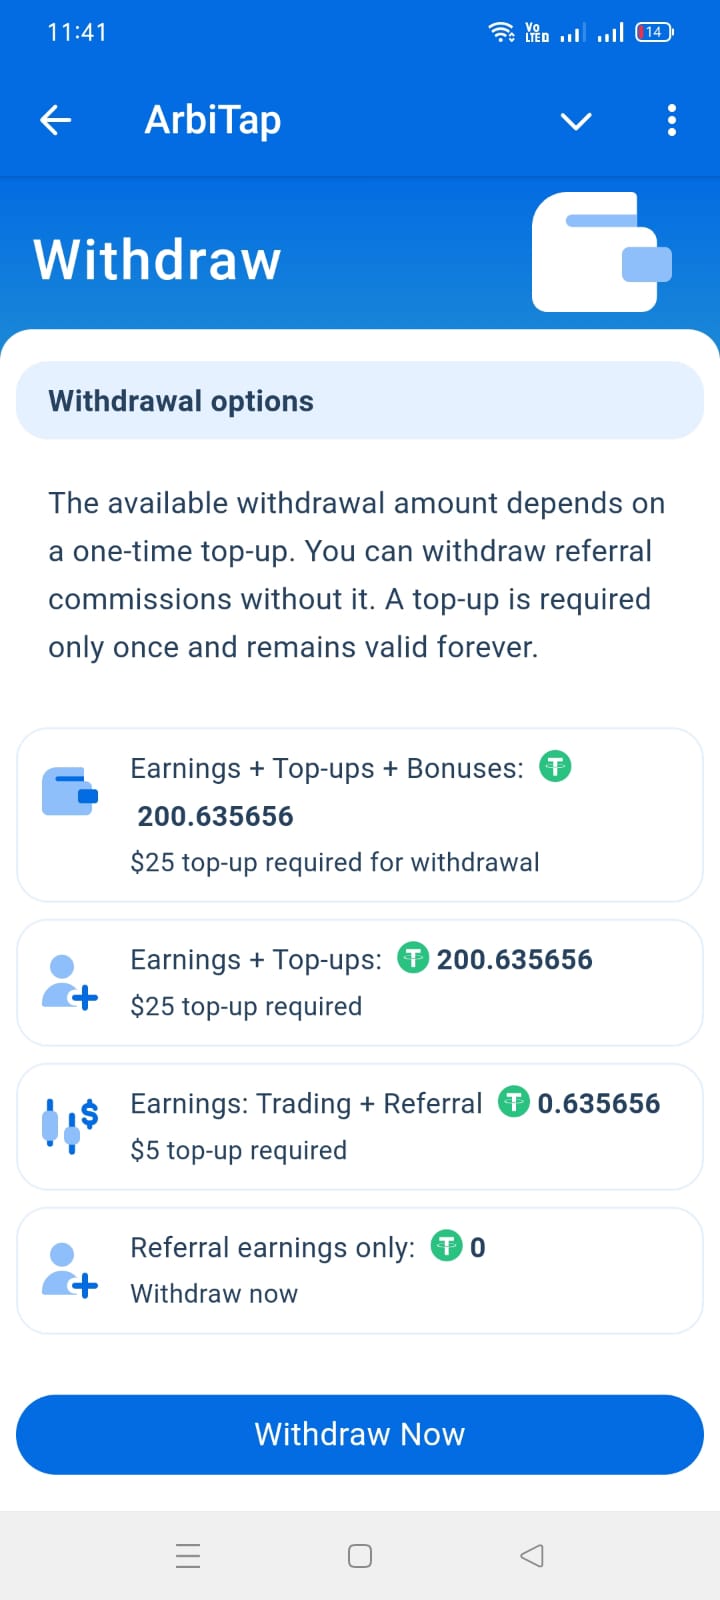 11:41
Vo
LTED
14
ArbiTap
Withdraw
Withdrawal options
The available withdrawal amount depends on
a one-time top-up. You can withdraw referral
commissions without it. A top-up is required
only once and remains valid forever.
Earnings + Top-ups + Bonuses:
200.635656
$25 top-up required for withdrawal
Earnings + Top-ups: 200.635656
$25 top-up required
Earnings: Trading + Referral 0.635656
$5 top-up required
Referral earnings only: 0
Withdraw now
Withdraw Now